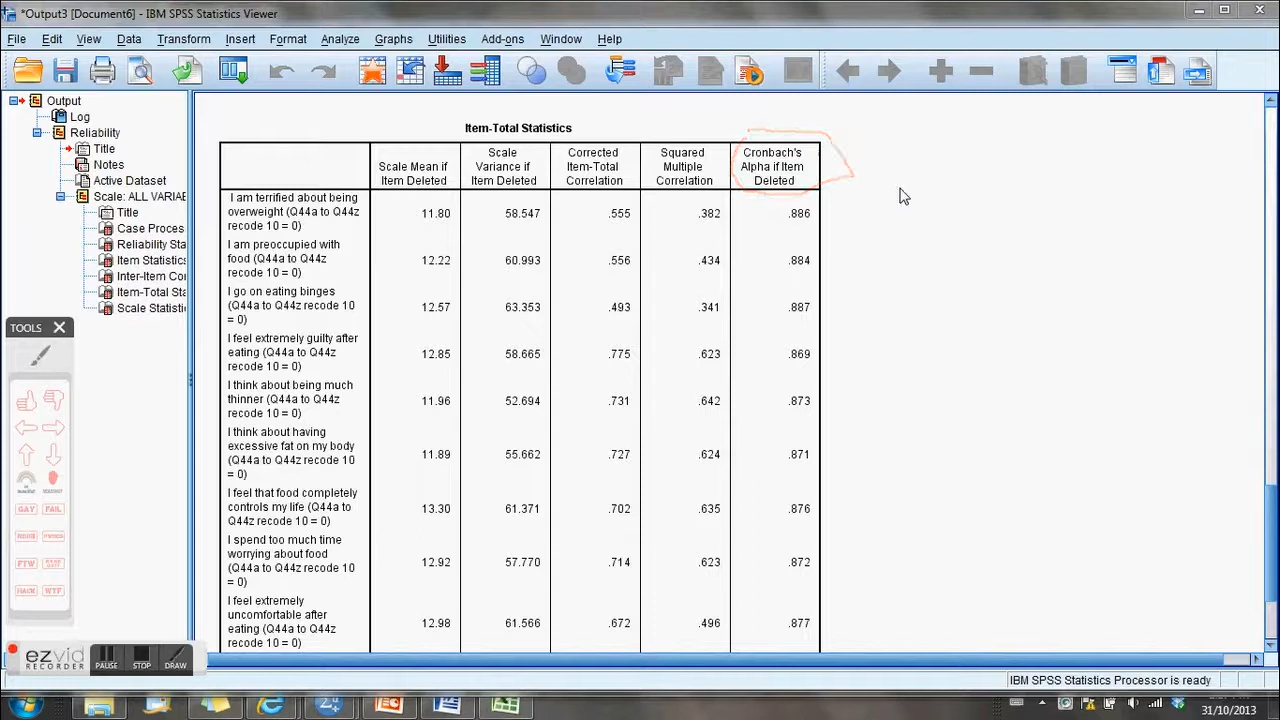 *Output3 [Document6] - IBM SPSS Statistics Viewer
File Edit View Data Transform Insert Format Analyze Graphs Utilities Add-ons Window Help
Output
Log
Reliability
Title
Notes
Active Dataset
Scale: ALL VARIA
Title
Case Proces
Reliability Sta
Item Statistics
Inter-Item Co
Item-Total Sta
Scale Statisti
Item-Total Statistics
Scale Mean if
Item Deleted
Scale
Variance if
Item Deleted
Corrected
Item-Total
Correlation
Squared
Multiple
Correlation
Cronbach's
Alpha if Item
Deleted
I am terrified about being
overweight (Q44a to Q44z
recode 10 = 0)
11.80 58.547 .555 .382 .886
I am preoccupied with
food (Q44a to Q44z
recode 10 = 0)
12.22 60.993 .556 .434 .884
I go on eating binges
(Q44a to Q44z recode 10
= 0)
12.57 63.353 .493 .341 .887
I feel extremely guilty after
eating (Q44a to Q44z
recode 10 = 0)
12.85 58.665 .775 .623 .869
I think about being much
thinner (Q44a to Q44z
recode 10 = 0)
11.96 52.694 .731 .642 .873
I think about having
excessive fat on my body
(Q44a to Q44z recode 10
= 0)
11.89 55.662 .727 .624 .871
I feel that food completely
controls my life (Q44a to
Q44z recode 10 = 0)
13.30 61.371 .702 .635 .876
I spend too much time
worrying about food
(Q44a to Q44z recode 10
= 0)
12.92 57.770 .714 .623 .872
I feel extremely
uncomfortable after
eating (Q44a to Q44z
recode 10 = 0)
12.98 61.566 .672 .496 .877
TOOLS
GAY FAIL
FTW
HACK WTF
ezvid
RECORDER
PAUSE STOP DRAW
IBM SPSS Statistics Processor is ready
31/10/2013